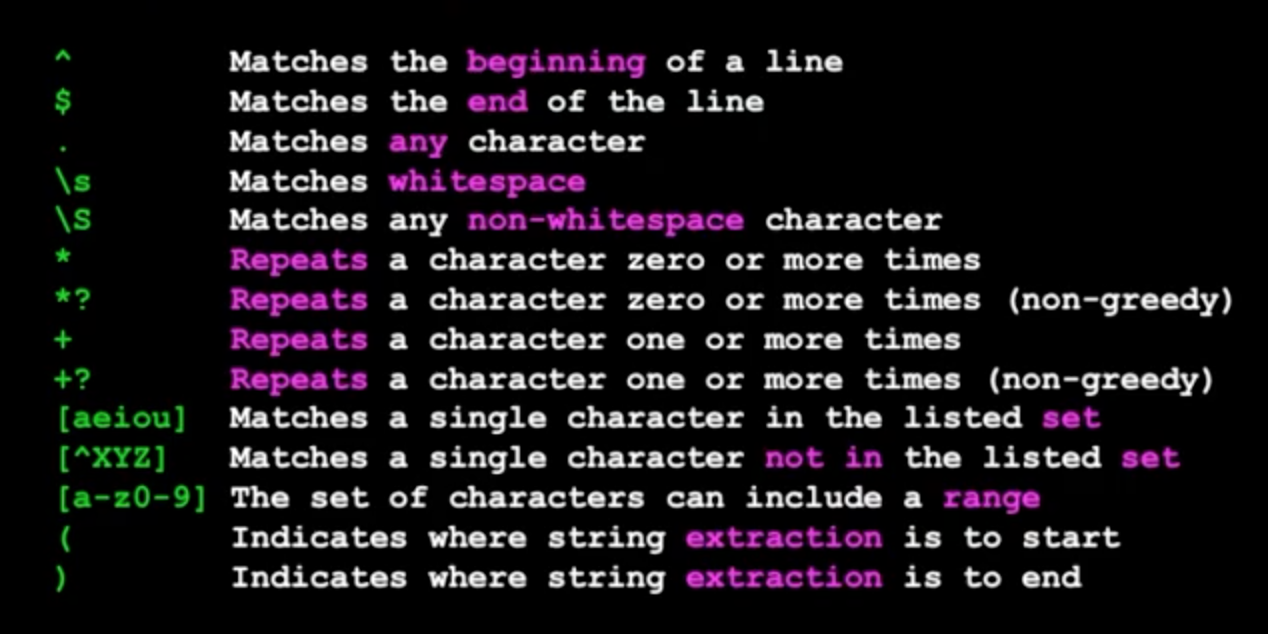 ^ Matches the beginning of a line
$ Matches the end of the line
. Matches any character
\s Matches whitespace
\S Matches any non-whitespace character
* Repeats a character zero or more times
*? Repeats a character zero or more times (non-greedy)
+ Repeats a character one or more times
+? Repeats a character one or more times (non-greedy)
[aeiou] Matches a single character in the listed set
[^XYZ] Matches a single character not in the listed set
[a-z0-9] The set of characters can include a range
( Indicates where string extraction is to start
) Indicates where string extraction is to end